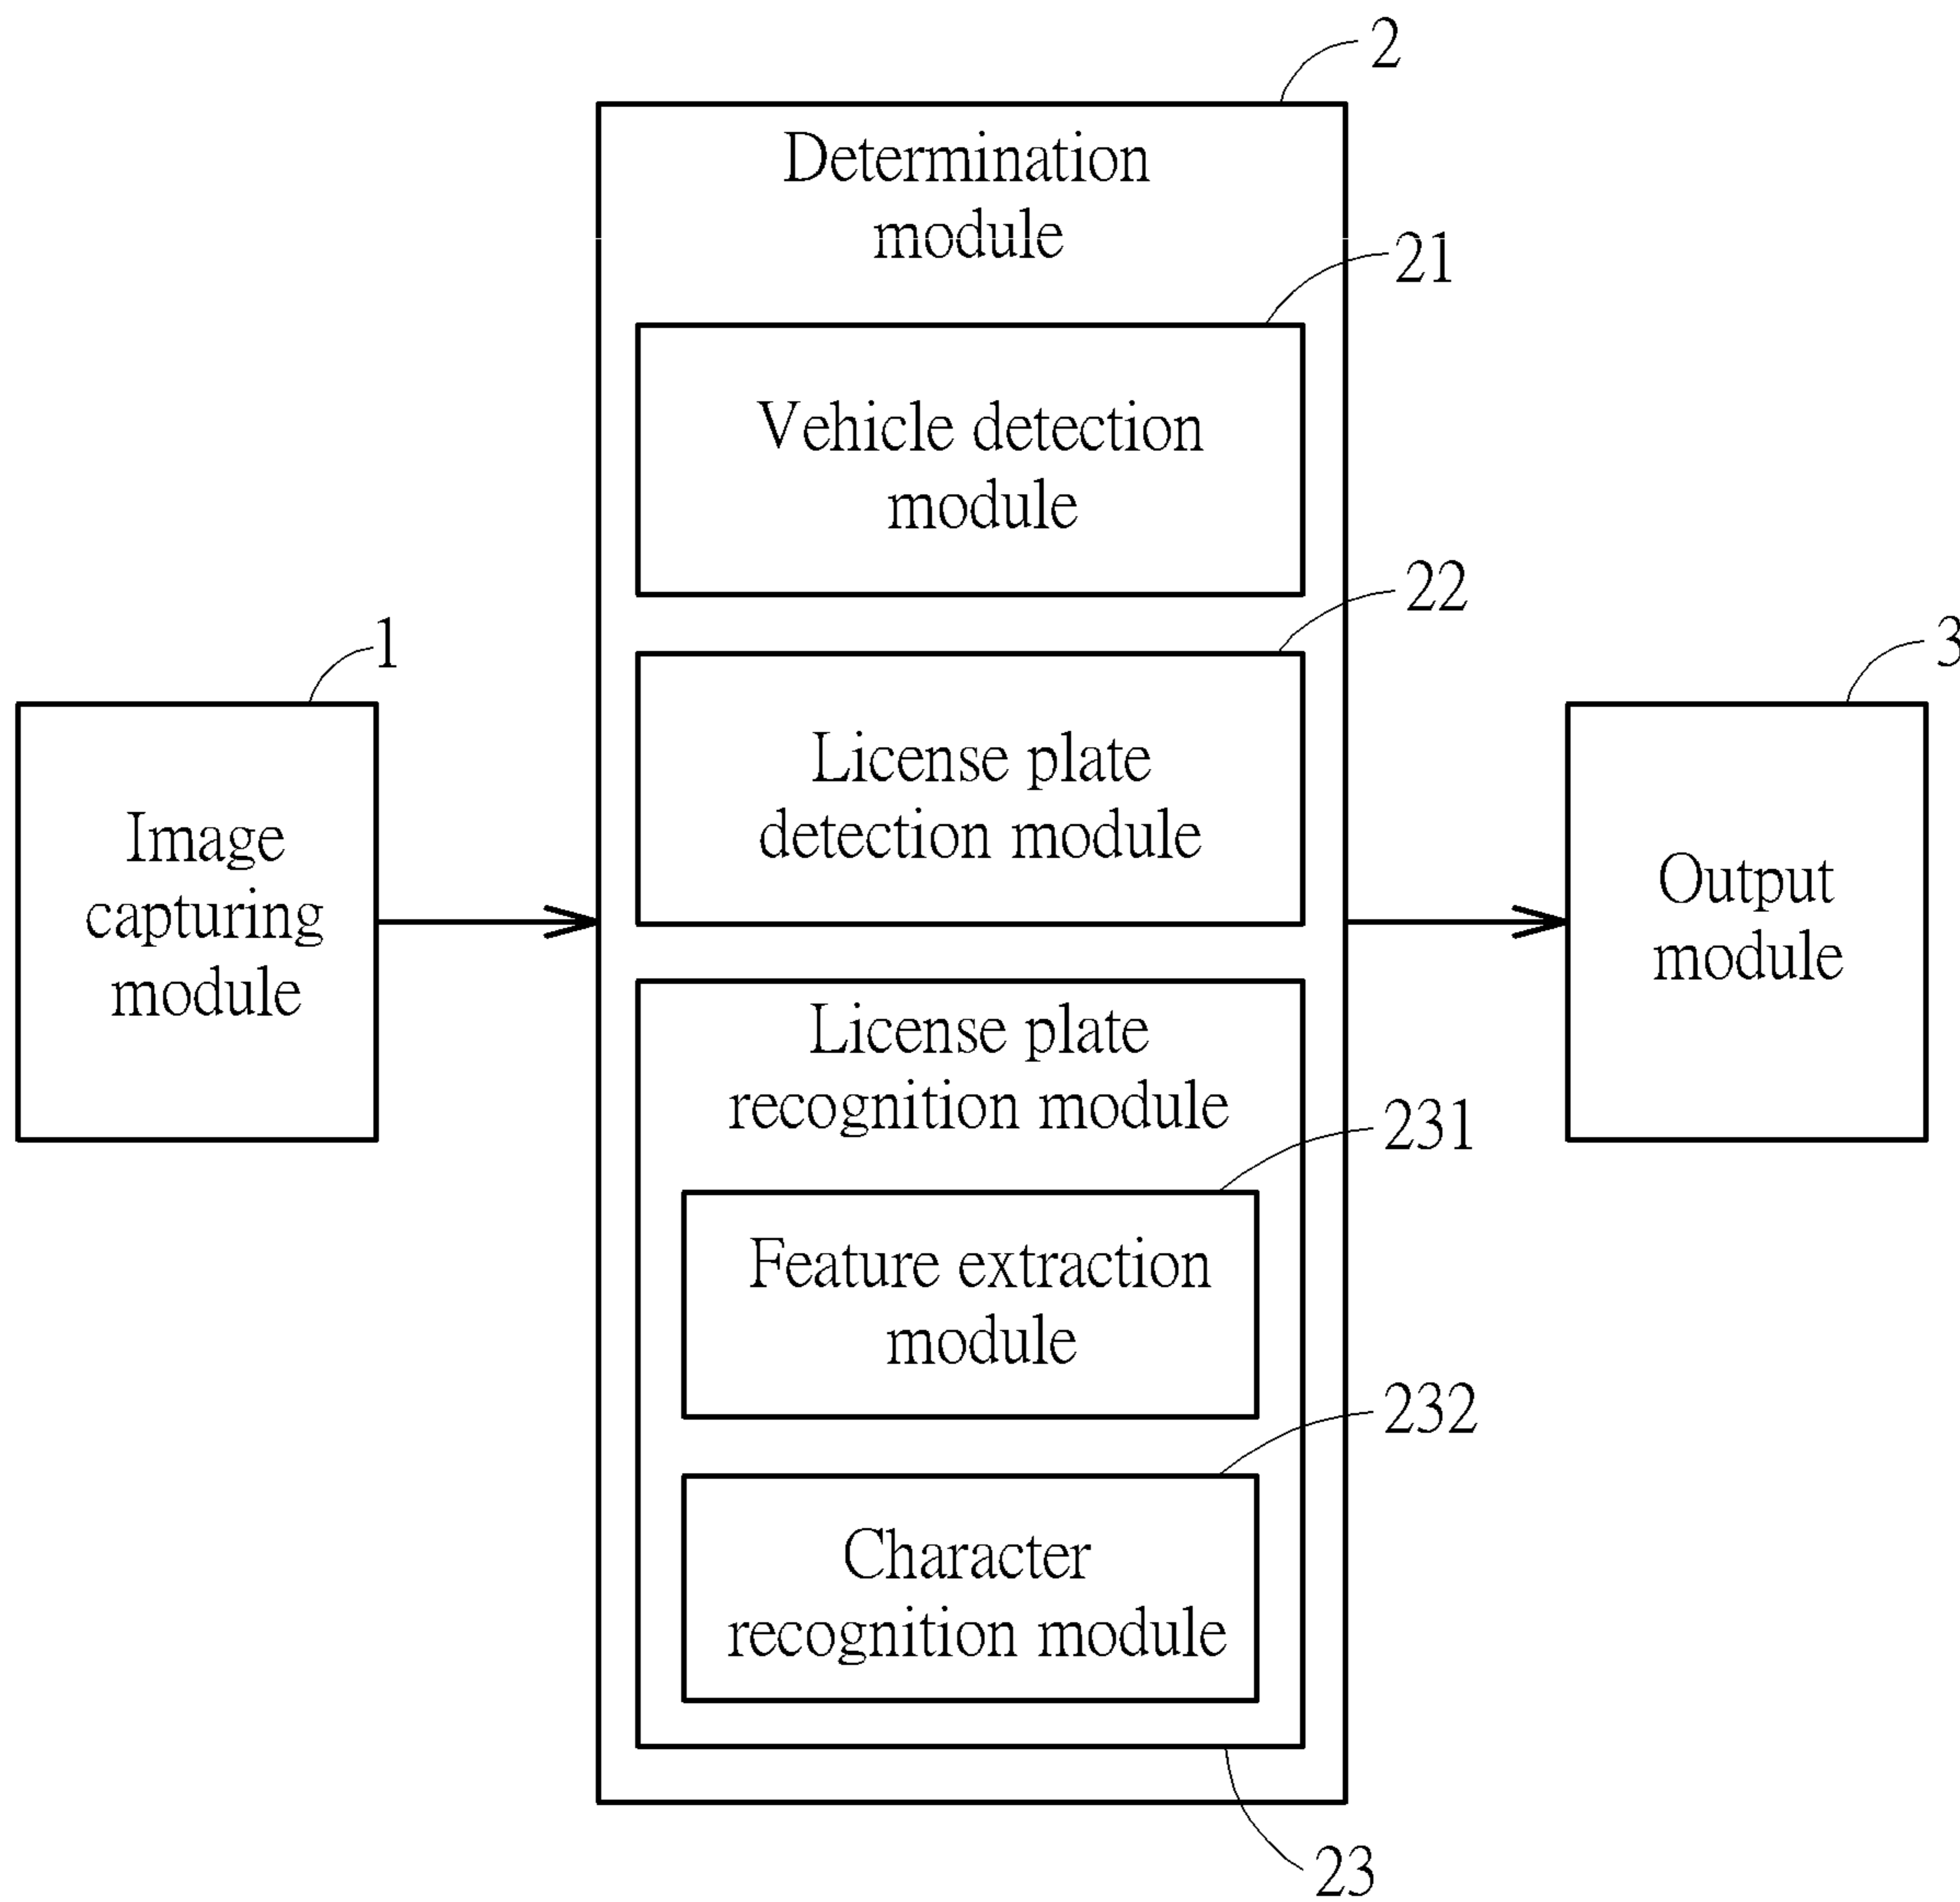 2
Determination
module
21
Vehicle detection
module
22
License plate
detection module
1
Image
capturing
module
3
Output
module
License plate
recognition module
231
Feature extraction
module
232
Character
recognition module
23